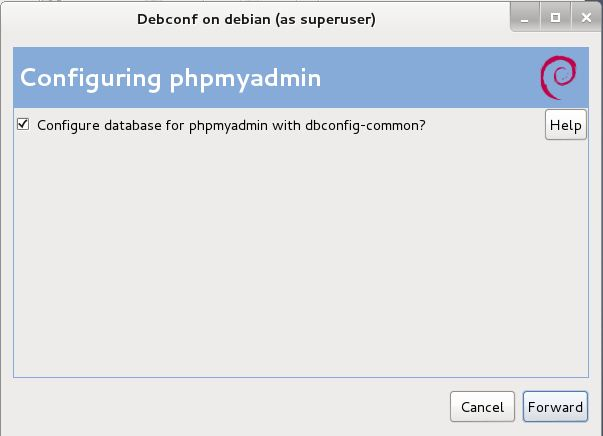 Debconf on debian (as superuser)
Configuring phpmyadmin
Configure database for phpmyadmin with dbconfig-common?
Help
Cancel
Forward